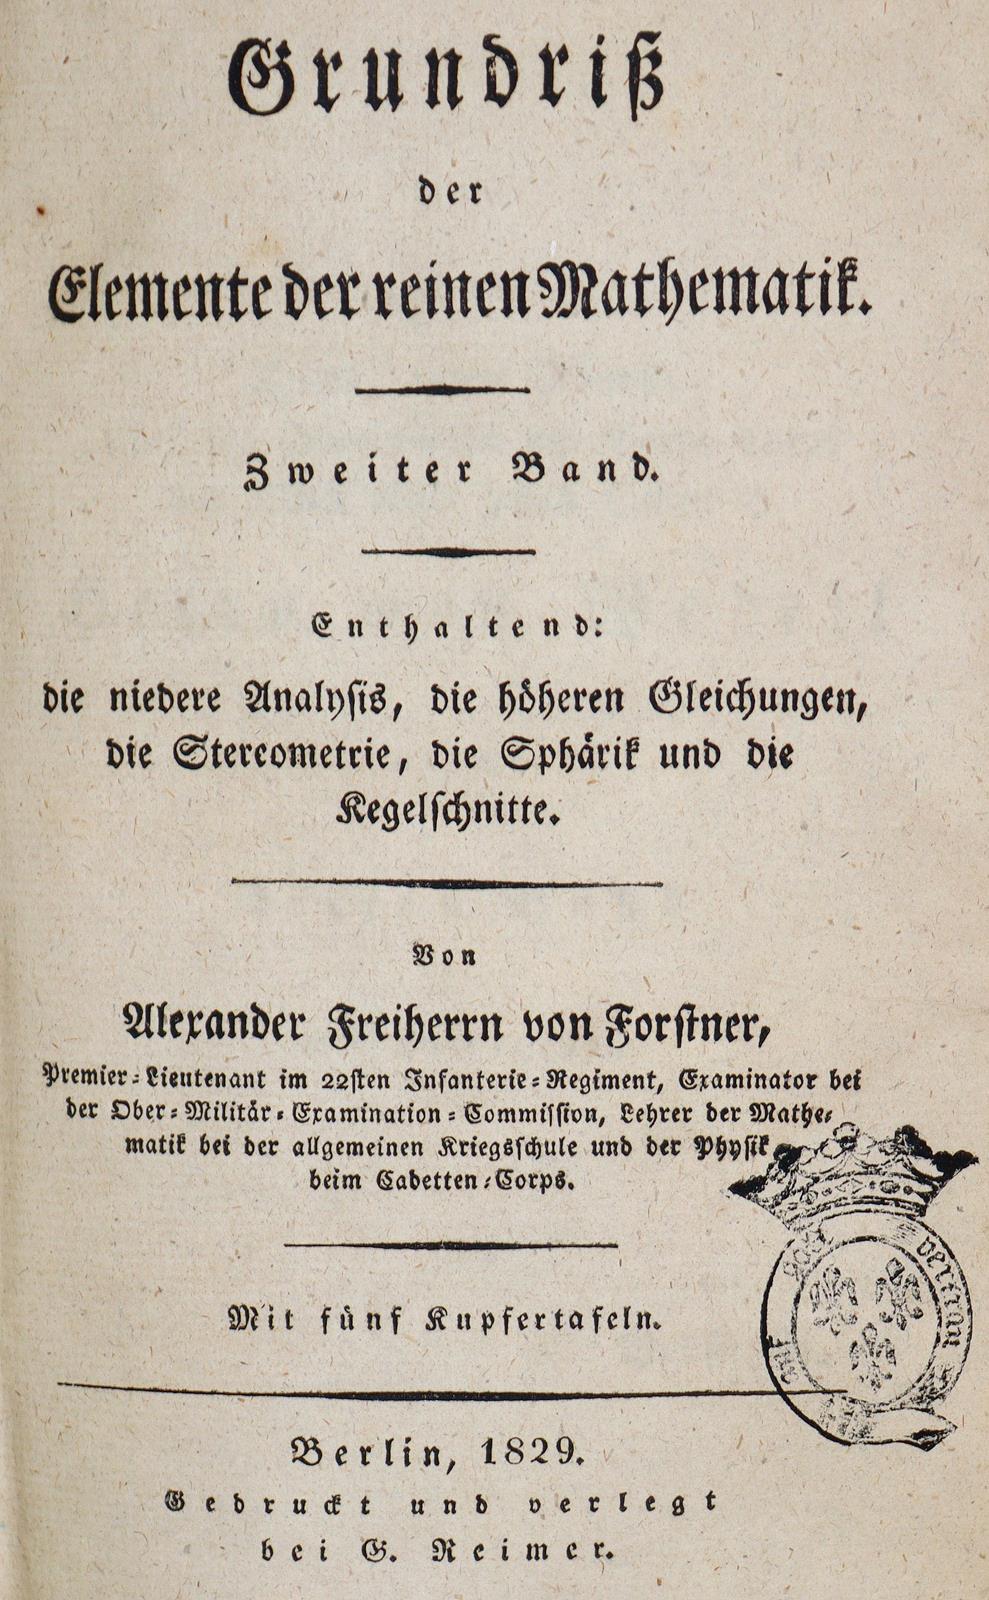 Grundriß
der
Elemente der reinen Mathematik.
Zweiter Band.
Enthaltend:
die niedere Analysis, die höheren Gleichungen,
die Stereometrie, die Sphärik und die
Kegelschnitte.
Von
Alexander Freiherrn von Forstner,
Premier-Lieutenant im 22sten Infanterie-Regiment, Examinator bei
der Ober-Militär-Examination-Commission, Lehrer der Mathe-
matik bei der allgemeinen Kriegsschule und der Physik
beim Cadetten-Corps.
Mit fünf Kupfertafeln.
Berlin, 1829.
Gedruckt und verlegt
bei G. Reimer.